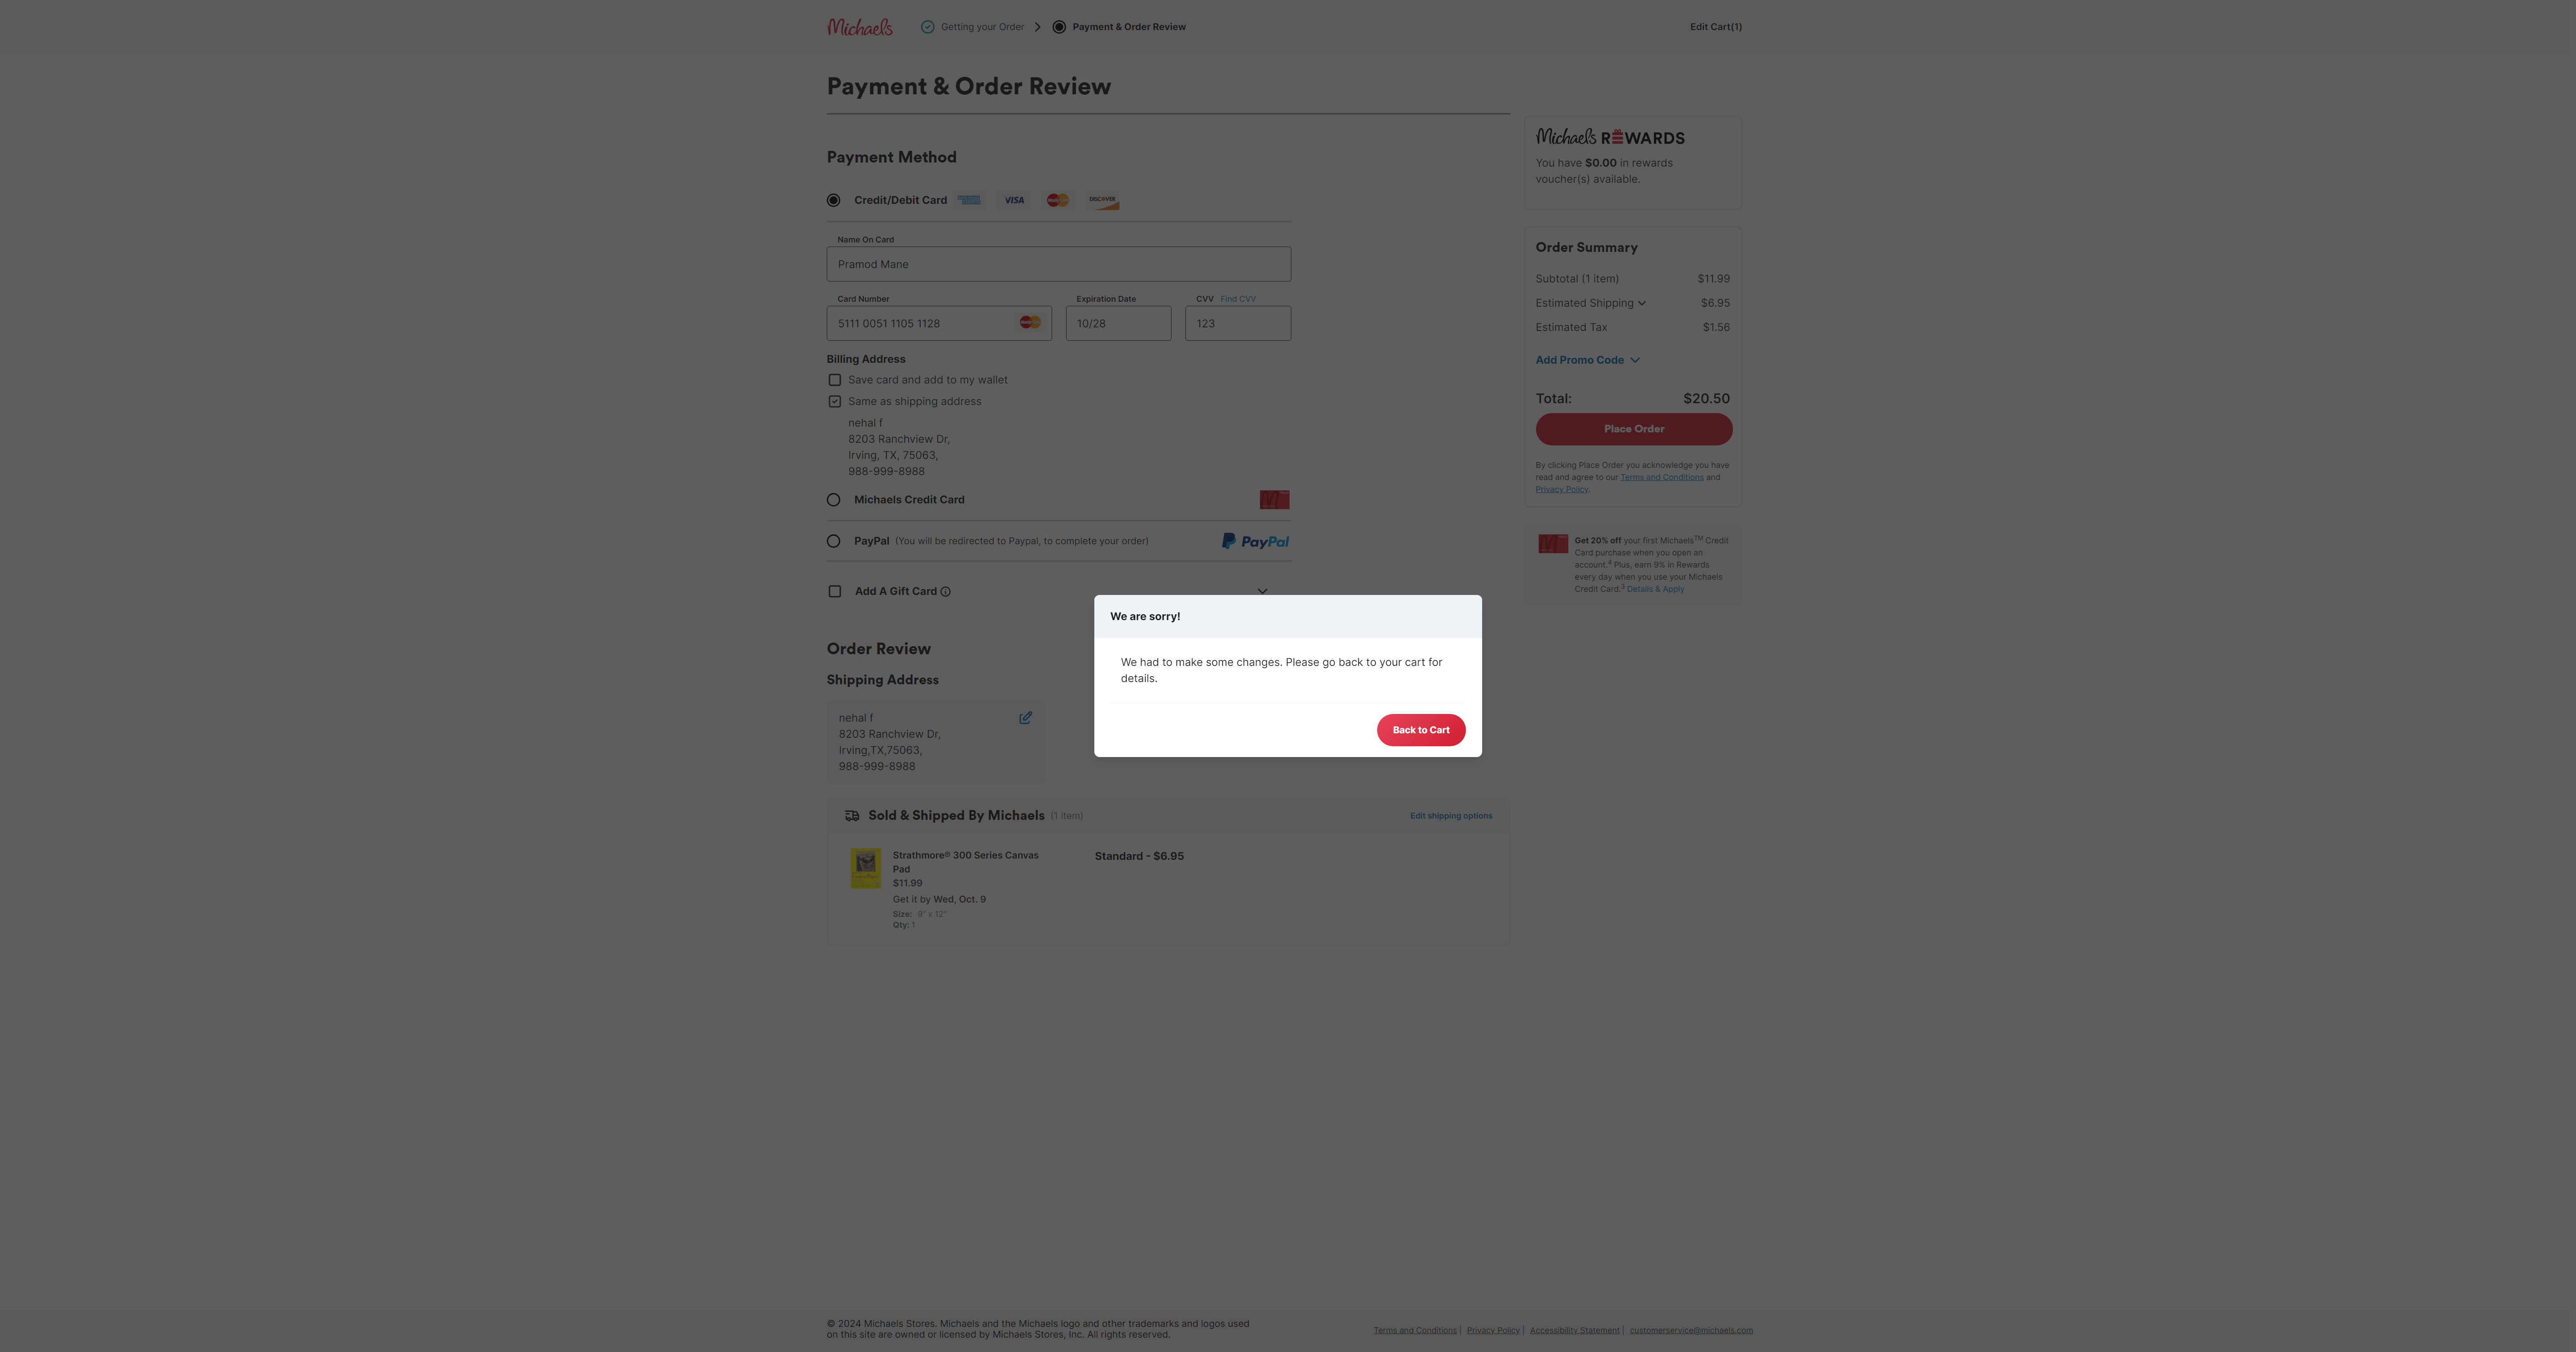 Michaels
Getting your Order
Payment & Order Review
Edit Cart(1)
Payment & Order Review
Payment Method
Credit/Debit Card
VISA
DISCOVER
Name On Card
Pramod Mane
Card Number
Expiration Date
CVV Find CVV
5111 0051 1105 1128
10/28
123
Billing Address
Save card and add to my wallet
Same as shipping address
nehal f
8203 Ranchview Dr,
Irving, TX, 75063,
988-999-8988
Michaels Credit Card
PayPal (You will be redirected to Paypal, to complete your order)
PayPal
Add A Gift Card
Order Review
Shipping Address
nehal f
8203 Ranchview Dr,
Irving,TX,75063,
988-999-8988
Sold & Shipped By Michaels (1 item)
Edit shipping options
Strathmore® 300 Series Canvas
Pad
$11.99
Get it by Wed, Oct. 9
Size: 9" x 12"
Qty: 1
Standard - $6.95
Michaels REWARDS
You have $0.00 in rewards
voucher(s) available.
Order Summary
Subtotal (1 item) $11.99
Estimated Shipping $6.95
Estimated Tax $1.56
Add Promo Code
Total: $20.50
Place Order
By clicking Place Order you acknowledge you have
read and agree to our Terms and Conditions and
Privacy Policy.
Get 20% off your first Michaels™ Credit
Card purchase when you open an
account.⁴ Plus, earn 9% in Rewards
every day when you use your Michaels
Credit Card.³ Details & Apply
We are sorry!
We had to make some changes. Please go back to your cart for
details.
Back to Cart
© 2024 Michaels Stores. Michaels and the Michaels logo and other trademarks and logos used
on this site are owned or licensed by Michaels Stores, Inc. All rights reserved.
Terms and Conditions | Privacy Policy | Accessibility Statement | customerservice@michaels.com